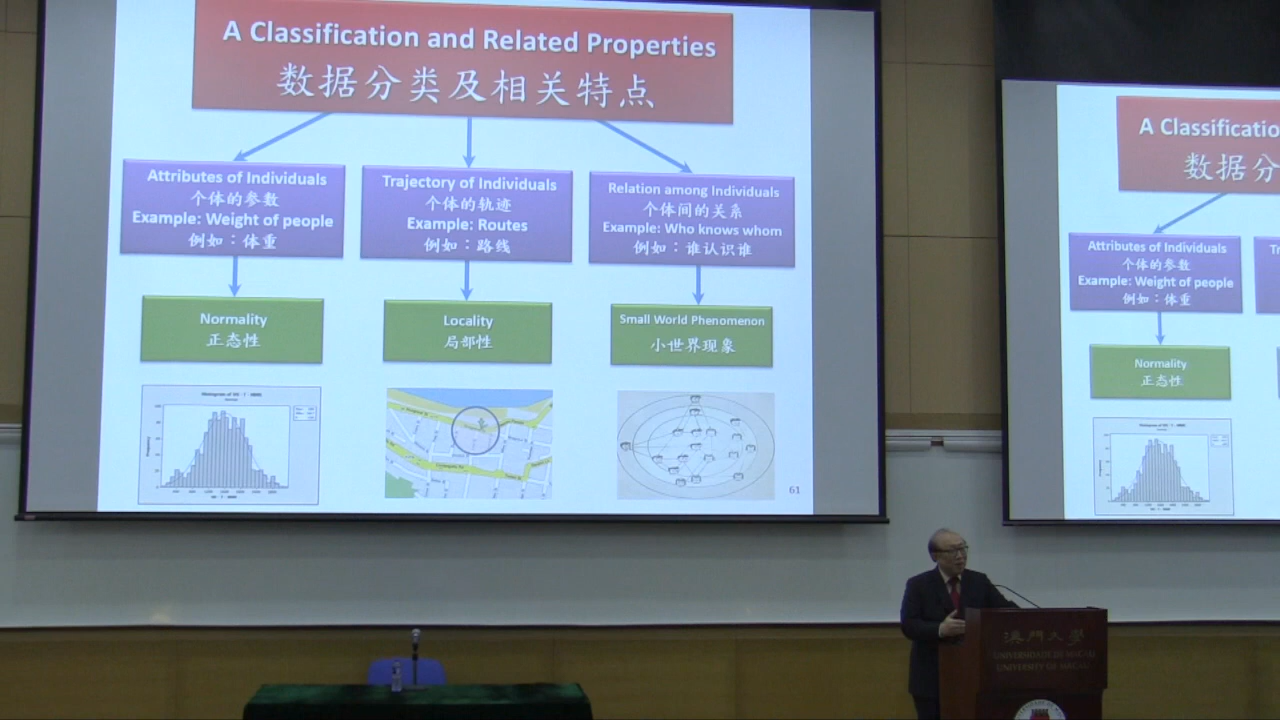 A Classification and Related Properties
数据分类及相关特点
Attributes of Individuals
个体的参数
Example: Weight of people
例如：体重
Trajectory of Individuals
个体的轨迹
Example: Routes
例如：路线
Relation among Individuals
个体间的关系
Example: Who knows whom
例如：谁认识谁
Normality
正态性
Locality
局部性
Small World Phenomenon
小世界现象
Frequency
61
A Classificatio
数据分
Attributes of Individuals
个体的参数
Example: Weight of people
例如：体重
Normality
正态性
澳門大學
UNIVERSIDADE DE MACAU
UNIVERSITY OF MACAU